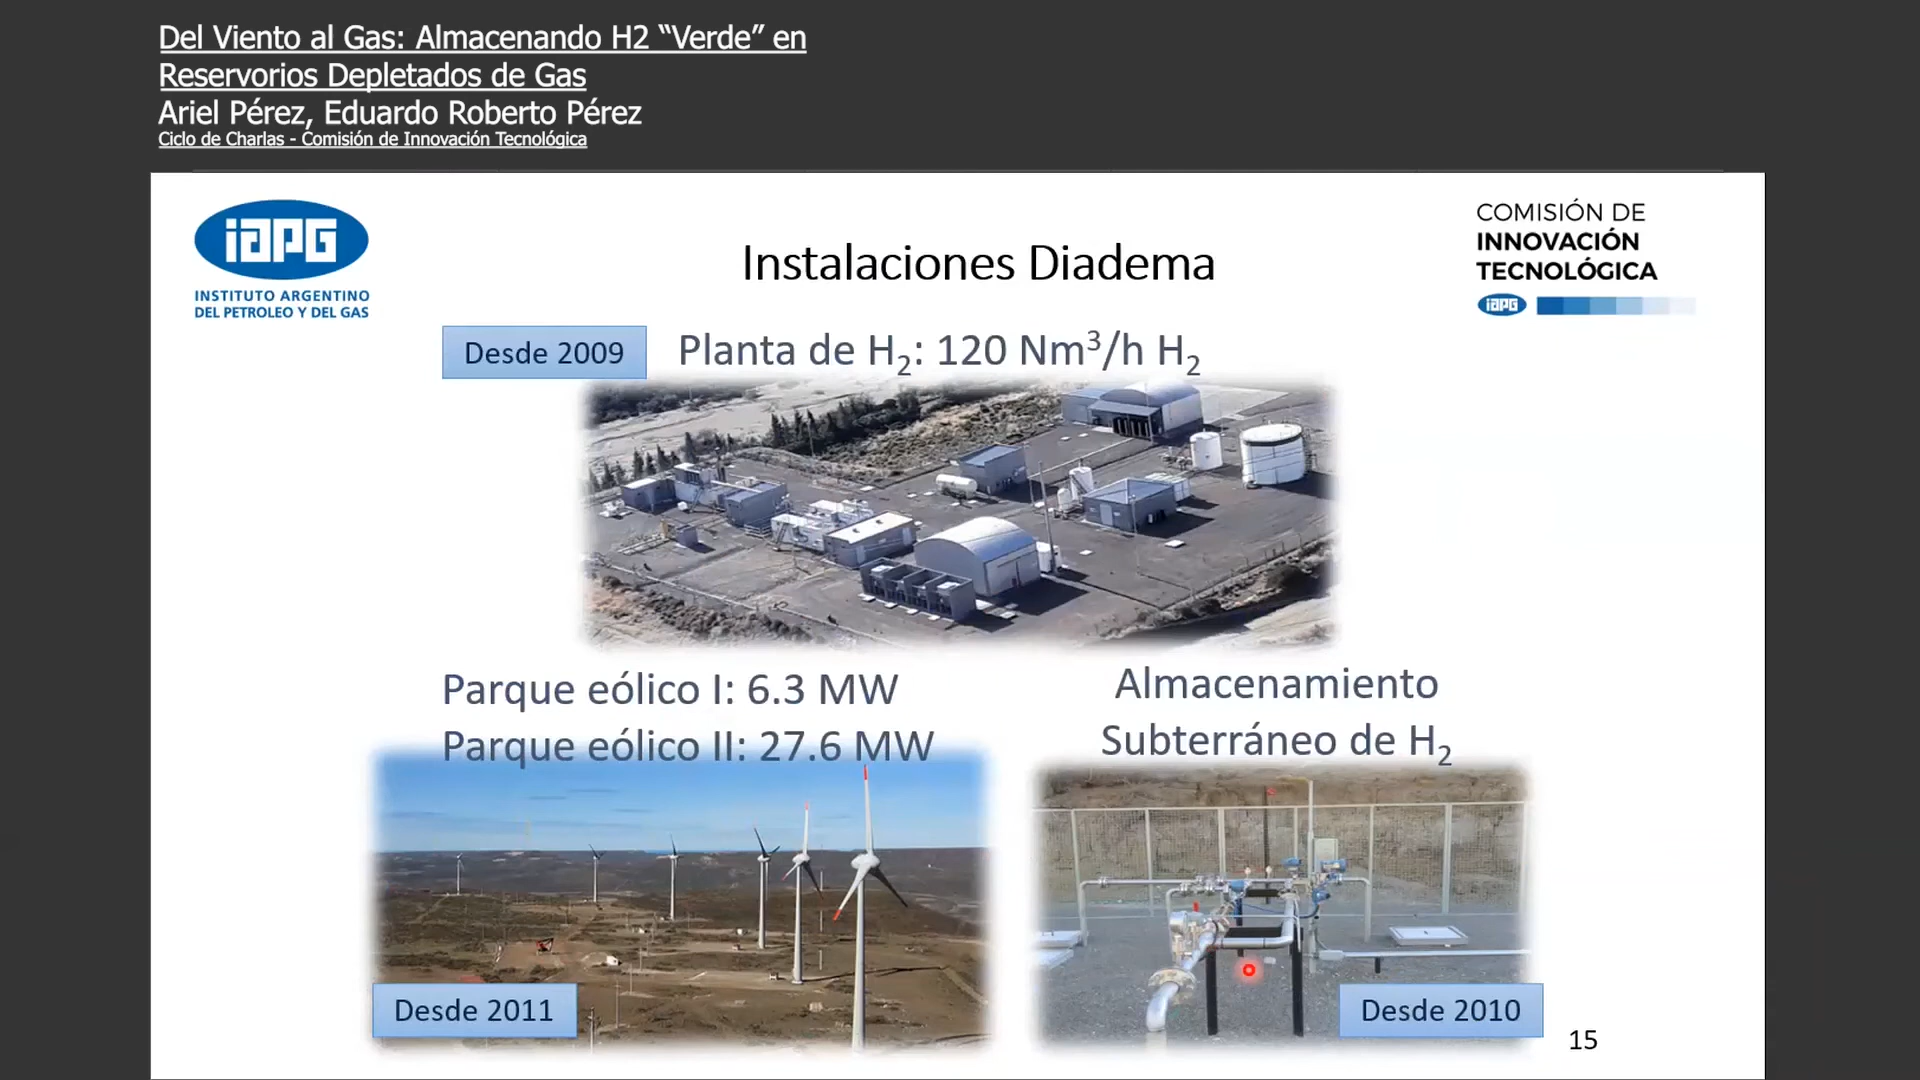 Del Viento al Gas: Almacenando H2 “Verde” en
Reservorios Depletados de Gas
Ariel Pérez, Eduardo Roberto Pérez
Ciclo de Charlas - Comisión de Innovación Tecnológica
iapg
INSTITUTO ARGENTINO
DEL PETROLEO Y DEL GAS
Instalaciones Diadema
COMISIÓN DE
INNOVACIÓN
TECNOLÓGICA
iapg
Desde 2009
Planta de H₂: 120 Nm³/h H₂
Parque eólico I: 6.3 MW
Parque eólico II: 27.6 MW
Desde 2011
Almacenamiento
Subterráneo de H₂
Desde 2010
15